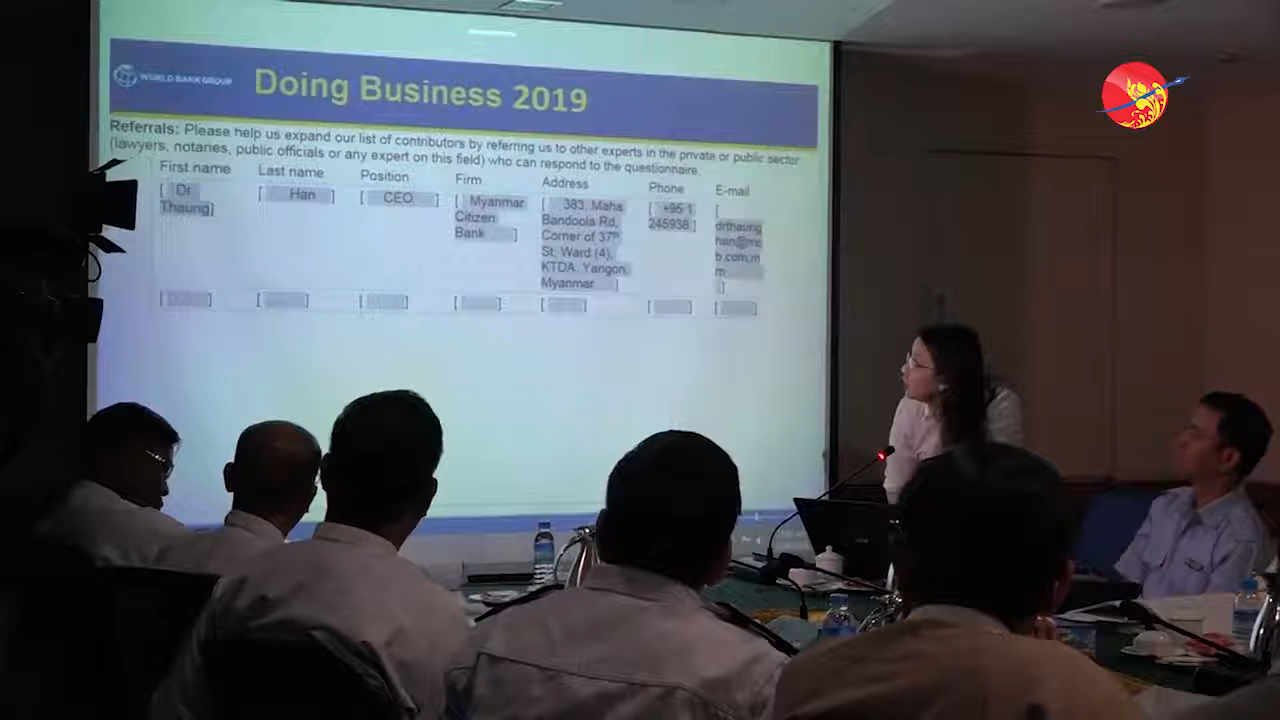 WORLD BANK GROUP
Doing Business 2019
Referrals: Please help us expand our list of contributors by referring us to other experts in the private or public sector
(lawyers, notaries, public officials or any expert on this field) who can respond to the questionnaire.
First name Last name Position Firm Address Phone E-mail
[ Dr Thaung] [ Han ] [ CEO ] [ Myanmar Citizen Bank ] [ 383, Maha Bandoola Rd, Corner of 37th St, Ward (4), KTDA, Yangon Myanmar ] [ +95 1 245938 ] [ drthaung han@mc b.com.m m ]
[ ] [ ] [ ] [ ] [ ] [ ] [ ]